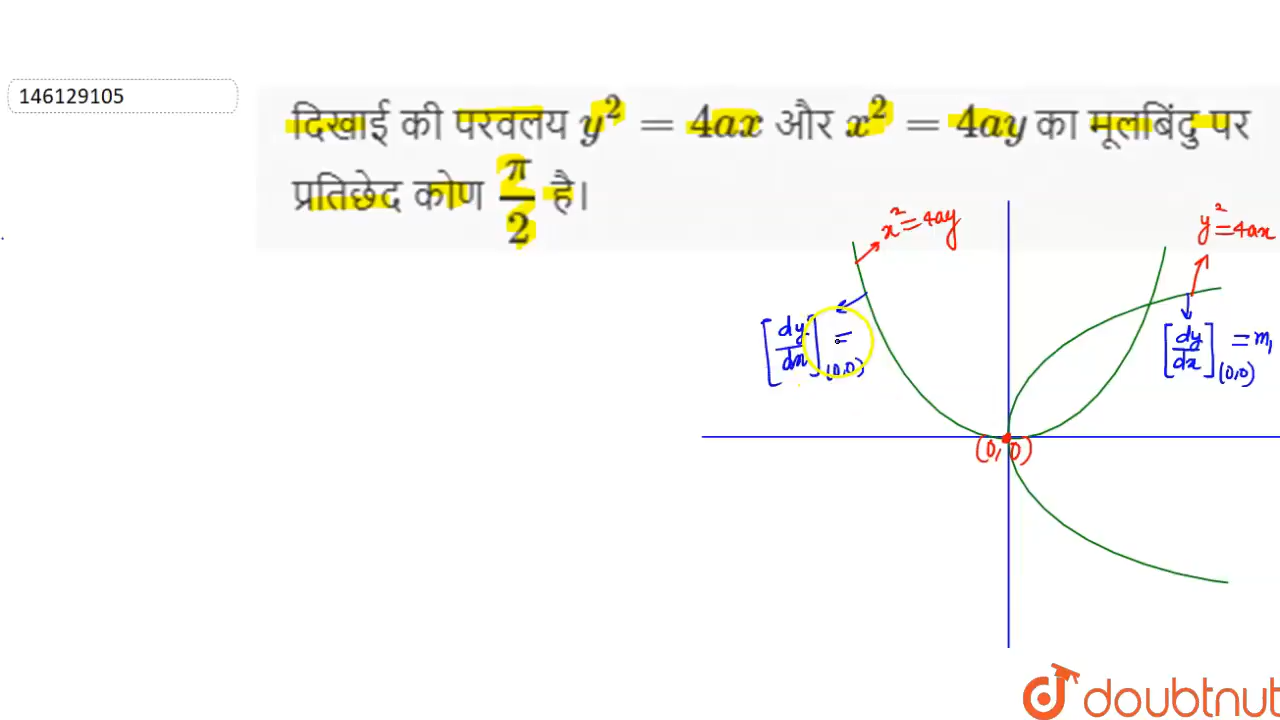 146129105
दिखाई की परवलय y² = 4ax और x² = 4ay का मूलबिंदु पर
प्रतिछेद कोण π/2 है।
x² = 4ay
y² = 4ax
[dy/dx](0,0) =
[dy/dx](0,0) = m₁
(0, 0)
doubtnut